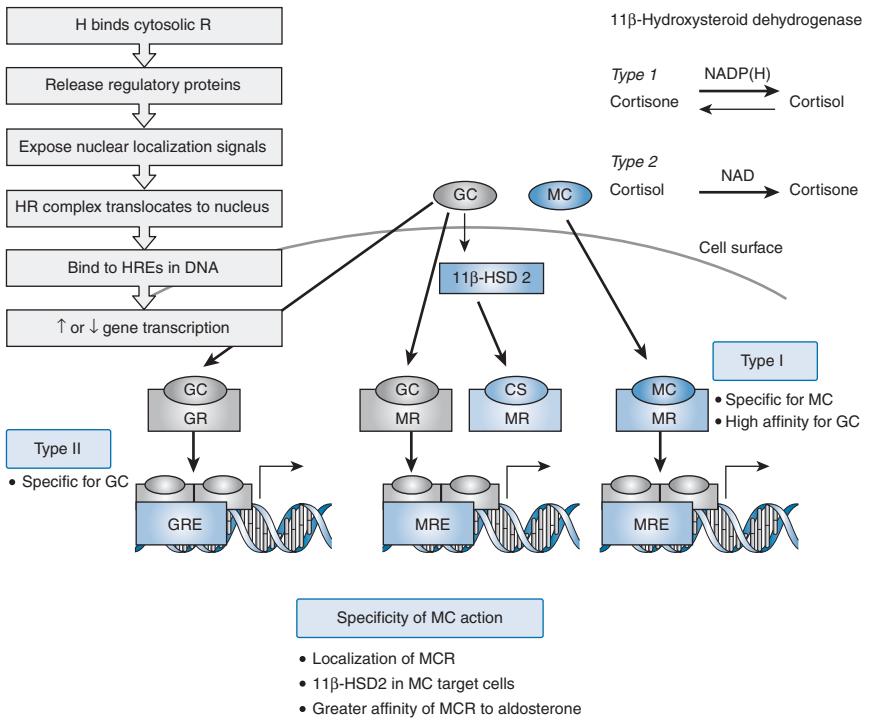 H binds cytosolic R
Release regulatory proteins
Expose nuclear localization signals
HR complex translocates to nucleus
Bind to HREs in DNA
↑ or ↓ gene transcription
11β-Hydroxysteroid dehydrogenase
Type 1
NADP(H)
Cortisone
Cortisol
Type 2
NAD
Cortisol
Cortisone
GC
MC
Cell surface
11β-HSD 2
Type I
• Specific for MC
• High affinity for GC
GC
GR
GC
MR
CS
MR
MC
MR
Type II
• Specific for GC
GRE
MRE
MRE
Specificity of MC action
• Localization of MCR
• 11β-HSD2 in MC target cells
• Greater affinity of MCR to aldosterone